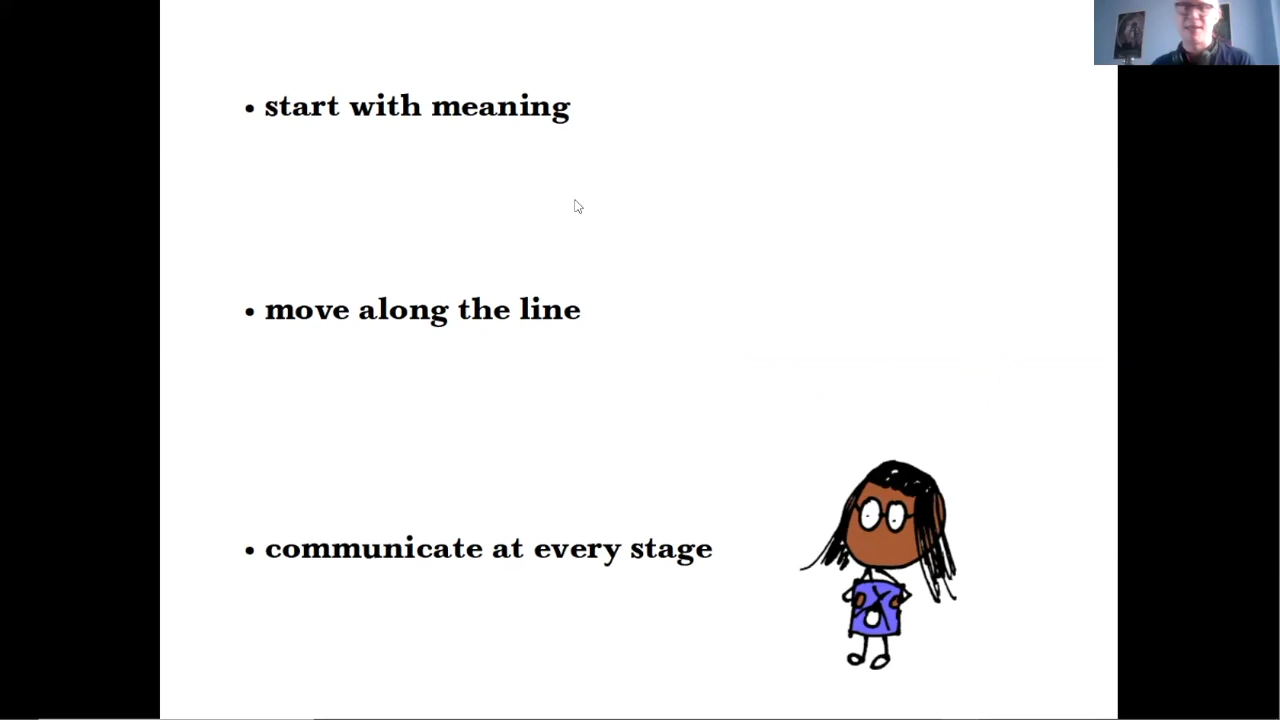 • start with meaning
• move along the line
• communicate at every stage